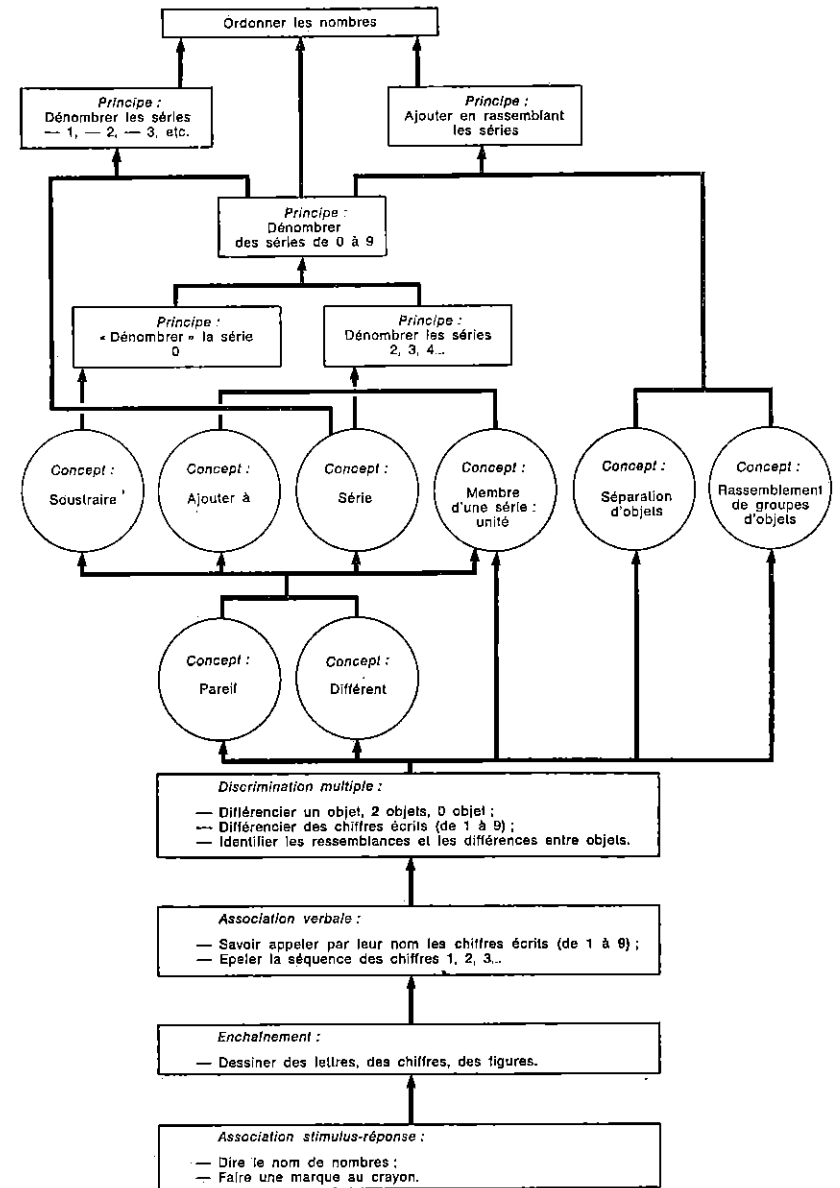 Ordonner les nombres
Principe :
Dénombrer les séries
— 1, — 2, — 3, etc.
Principe :
Ajouter en rassemblant
les séries
Principe :
Dénombrer
des séries de 0 à 9
Principe :
« Dénombrer » la série
0
Principe :
Dénombrer les séries
2, 3, 4...
Concept :
Soustraire
Concept :
Ajouter à
Concept :
Série
Concept :
Membre
d'une série :
unité
Concept :
Séparation
d'objets
Concept :
Rassemblement
de groupes
d'objets
Concept :
Pareil
Concept :
Différent
Discrimination multiple :
— Différencier un objet, 2 objets, 0 objet ;
— Différencier des chiffres écrits (de 1 à 9) ;
— Identifier les ressemblances et les différences entre objets.
Association verbale :
— Savoir appeler par leur nom les chiffres écrits (de 1 à 9) ;
— Epeler la séquence des chiffres 1, 2, 3...
Enchaînement :
— Dessiner des lettres, des chiffres, des figures.
Association stimulus-réponse :
— Dire le nom de nombres ;
— Faire une marque au crayon.